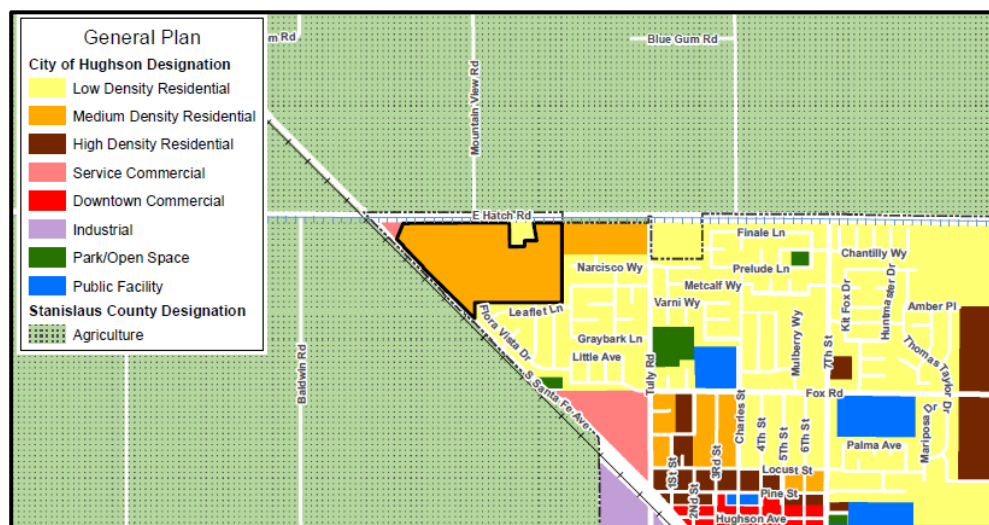 General Plan
City of Hughson Designation
Low Density Residential
Medium Density Residential
High Density Residential
Service Commercial
Downtown Commercial
Industrial
Park/Open Space
Public Facility
Stanislaus County Designation
Agriculture
m Rd
Blue Gum Rd
Mountain View Rd
E Hatch Rd
Finale Ln
Chantilly Wy
Narcisco Wy
Prelude Ln
Metcalf Wy
Kit Fox Dr
Huntmaster Dr
Varni Wy
Amber Pl
Leaflet Ln
Flora Vista Dr
Graybark Ln
Mulberry Wy
7Th St
Thomas Taylor Dr
Little Ave
Baldwin Rd
Tully Rd
S Santa Fe Ave
Fox Rd
Charles St
4Th St
5Th St
6Th St
Mariposa Dr
Palma Ave
1St St
3Rd St
Locust St
2Nd St
Pine St
Hughson Ave